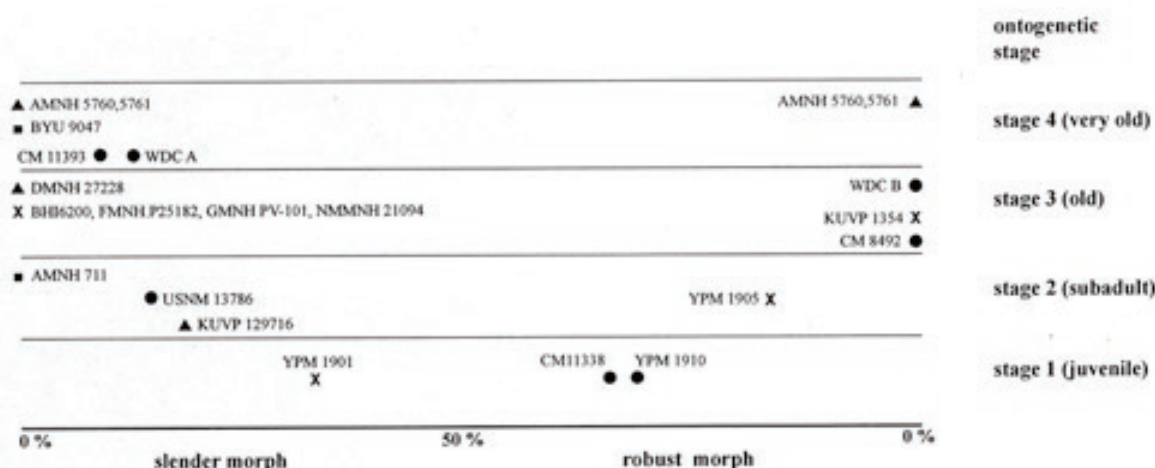 ontogenetic
stage
AMNH 5760,5761
AMNH 5760,5761
stage 4 (very old)
BYU 9047
CM 11393
WDC A
DMNH 27228
WDC B
stage 3 (old)
BHI6200, FMNH P25182, GMNH PV-101, NMMNH 21094
KUVP 1354
CM 8492
AMNH 711
stage 2 (subadult)
USNM 13786
YPM 1905
KUVP 129716
YPM 1901
CM11338
YPM 1910
stage 1 (juvenile)
0 %
50 %
0 %
slender morph
robust morph